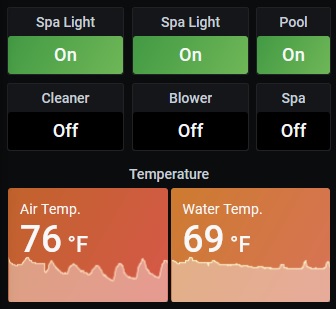 Spa Light
Spa Light
Pool
On
On
On
Cleaner
Blower
Spa
Off
Off
Off
Temperature
Air Temp.
Water Temp.
76 °F
69 °F